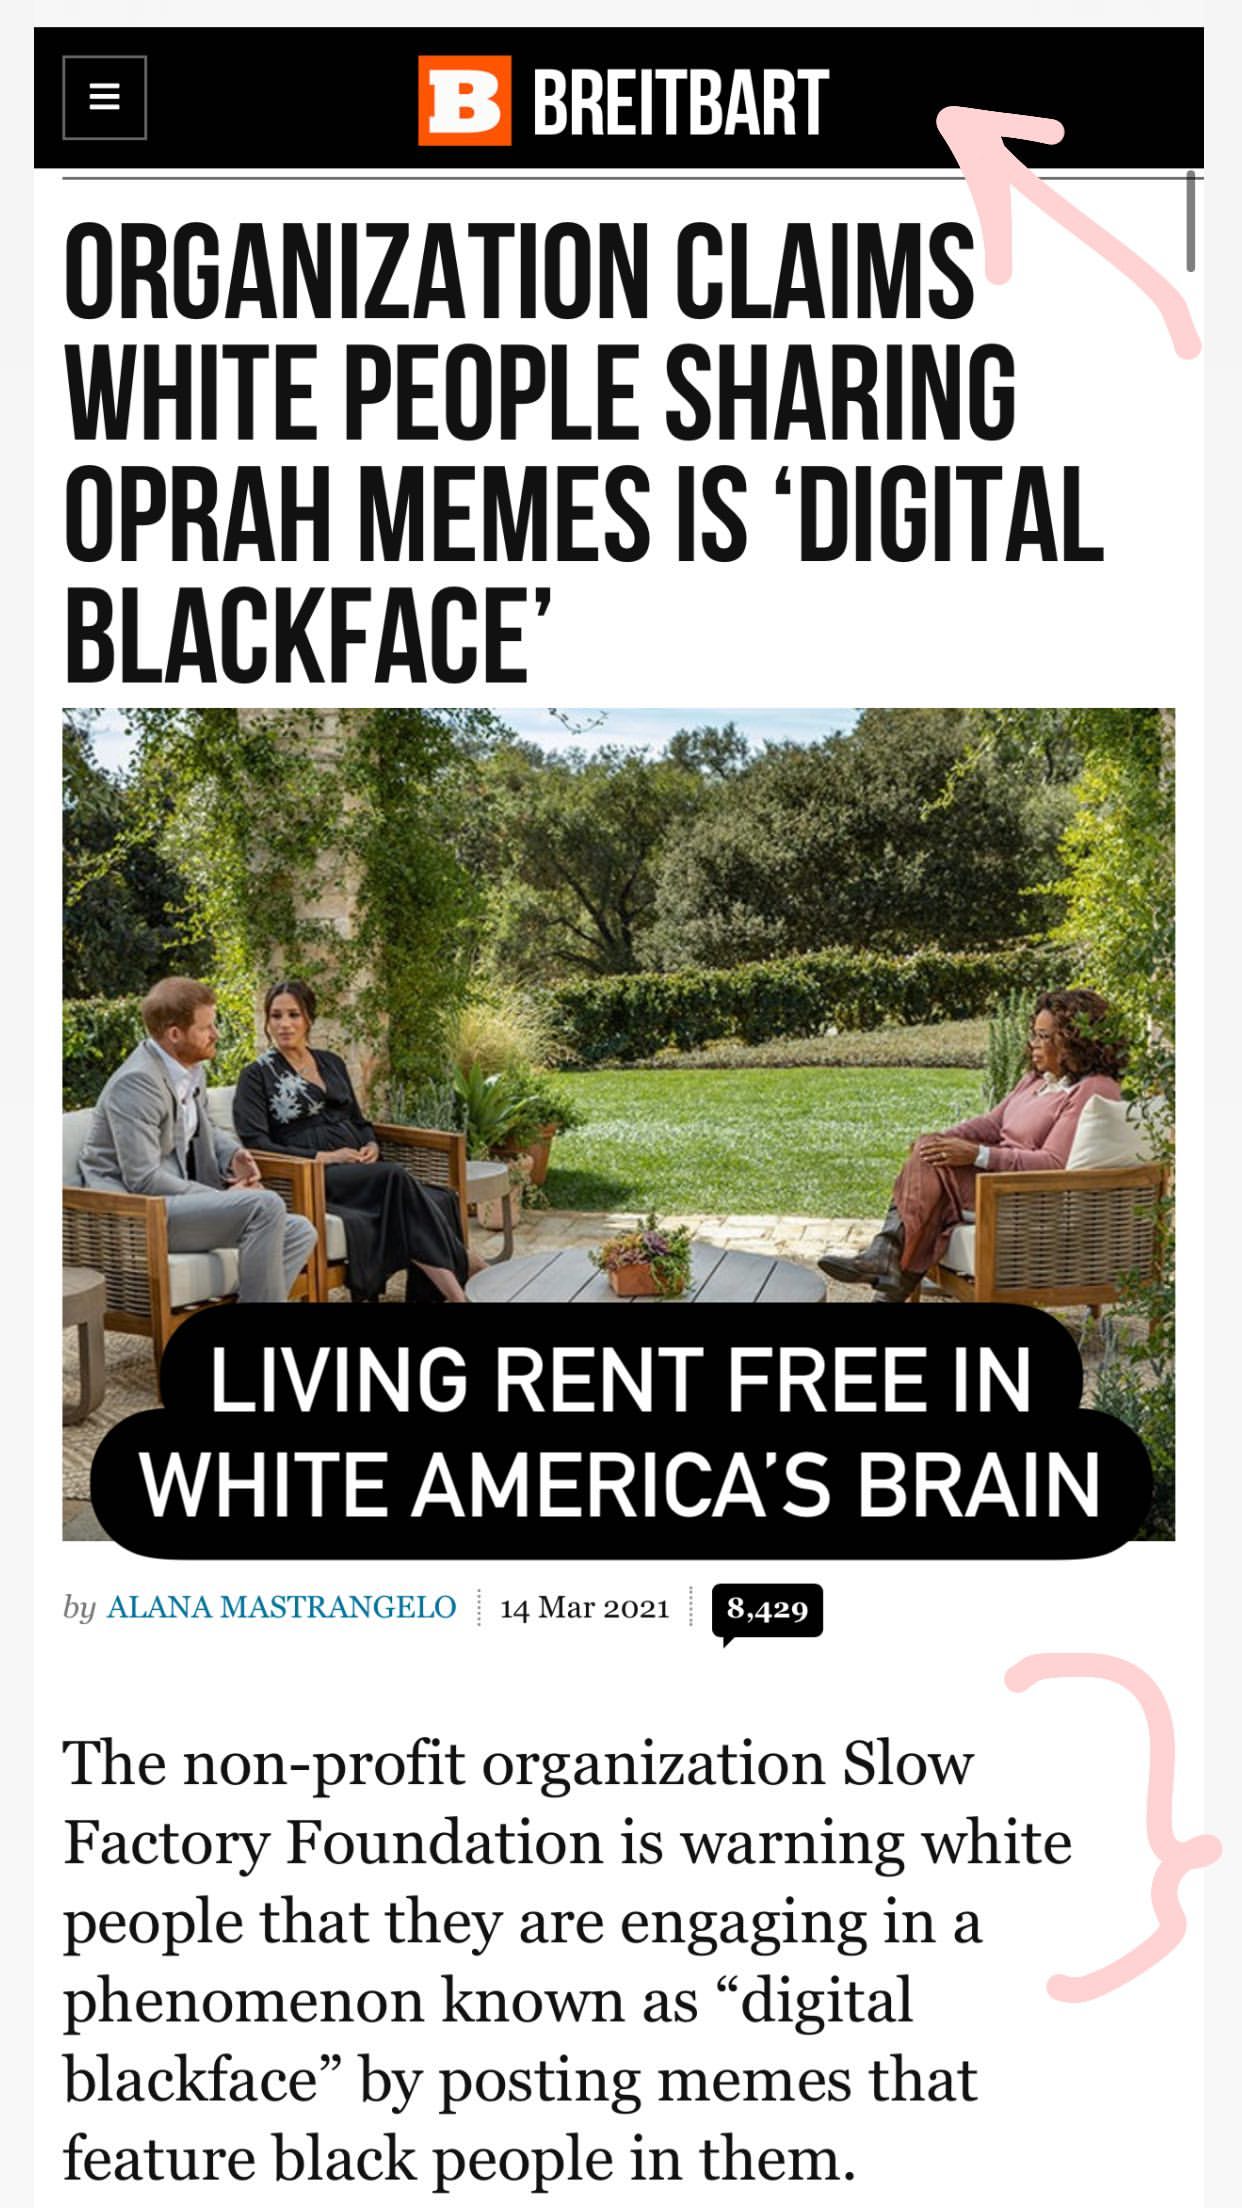 B BREITBART
ORGANIZATION CLAIMS
WHITE PEOPLE SHARING
OPRAH MEMES IS ‘DIGITAL
BLACKFACE’
LIVING RENT FREE IN
WHITE AMERICA'S BRAIN
by ALANA MASTRANGELO 14 Mar 2021 8,429
The non-profit organization Slow
Factory Foundation is warning white
people that they are engaging in a
phenomenon known as “digital
blackface” by posting memes that
feature black people in them.